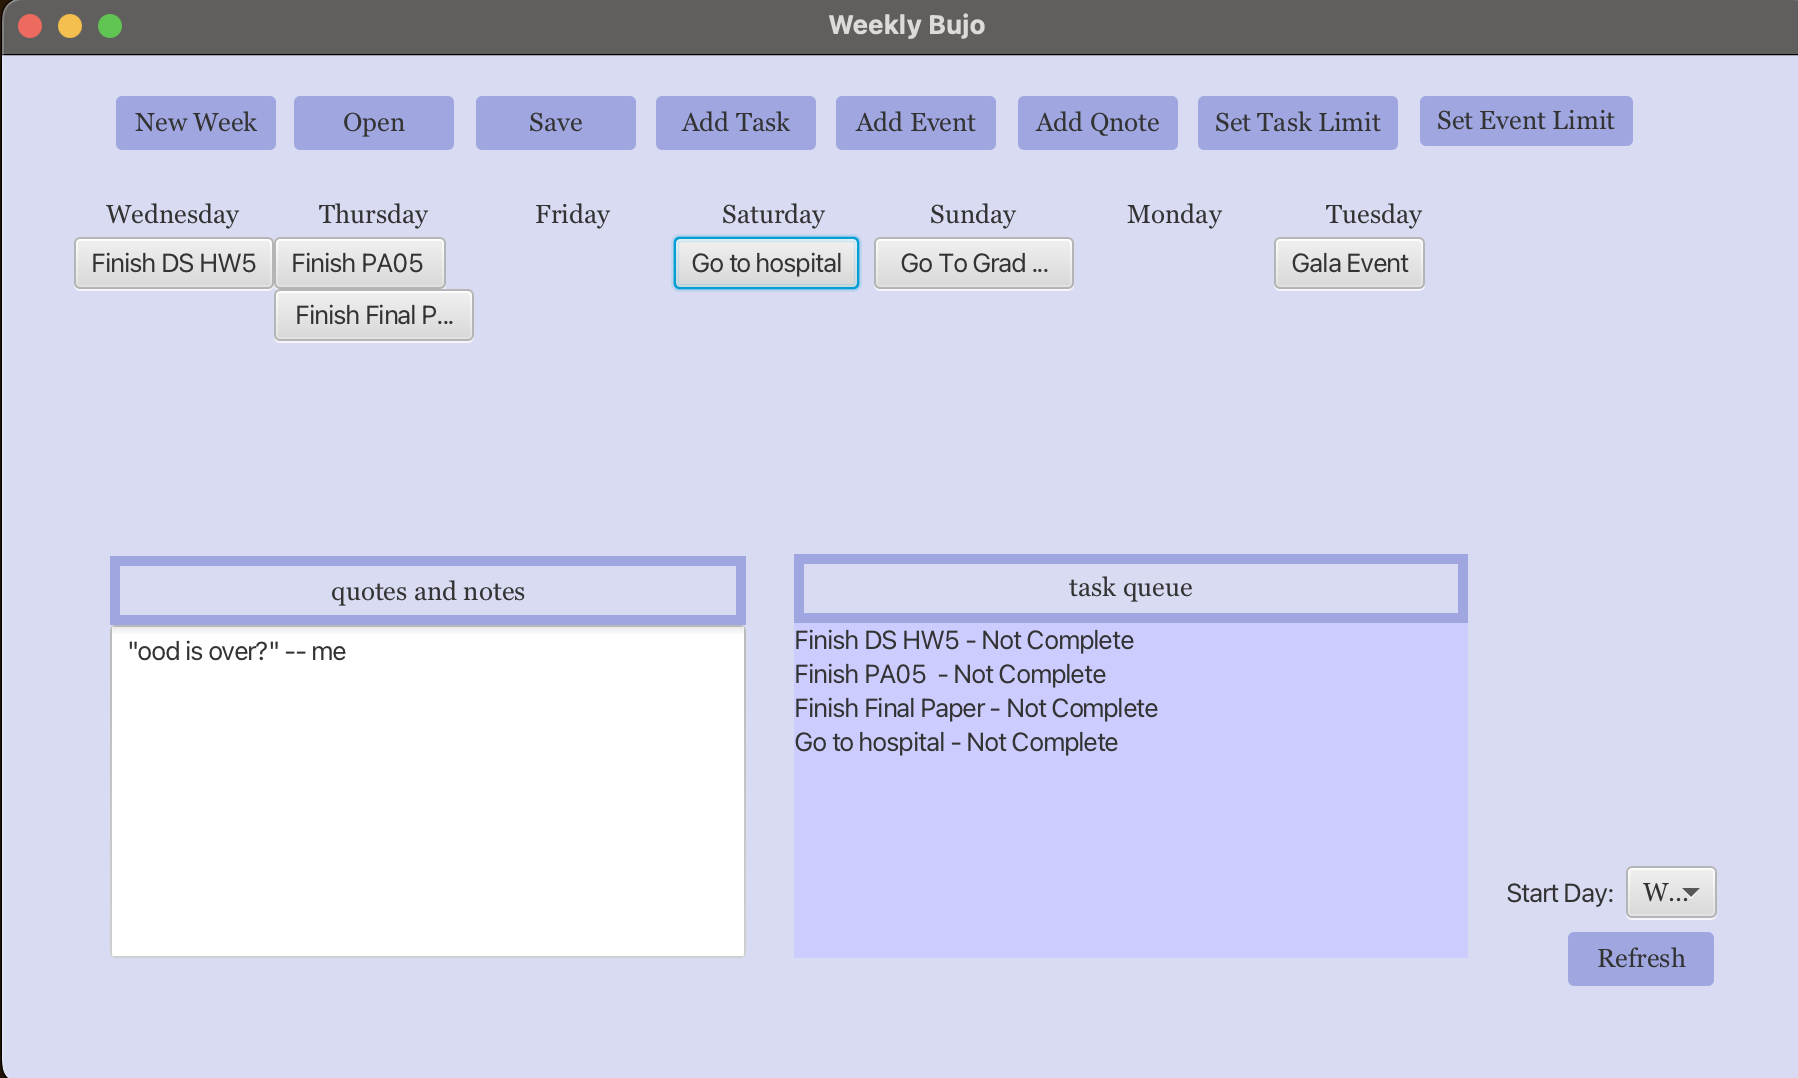 Weekly Bujo
New Week Open Save Add Task Add Event Add Qnote Set Task Limit Set Event Limit
Wednesday Thursday Friday Saturday Sunday Monday Tuesday
Finish DS HW5 Finish PA05 Go to hospital Go To Grad ... Gala Event
Finish Final P...
quotes and notes
"ood is over?" -- me
task queue
Finish DS HW5 - Not Complete
Finish PA05  - Not Complete
Finish Final Paper - Not Complete
Go to hospital - Not Complete
Start Day: W...
Refresh